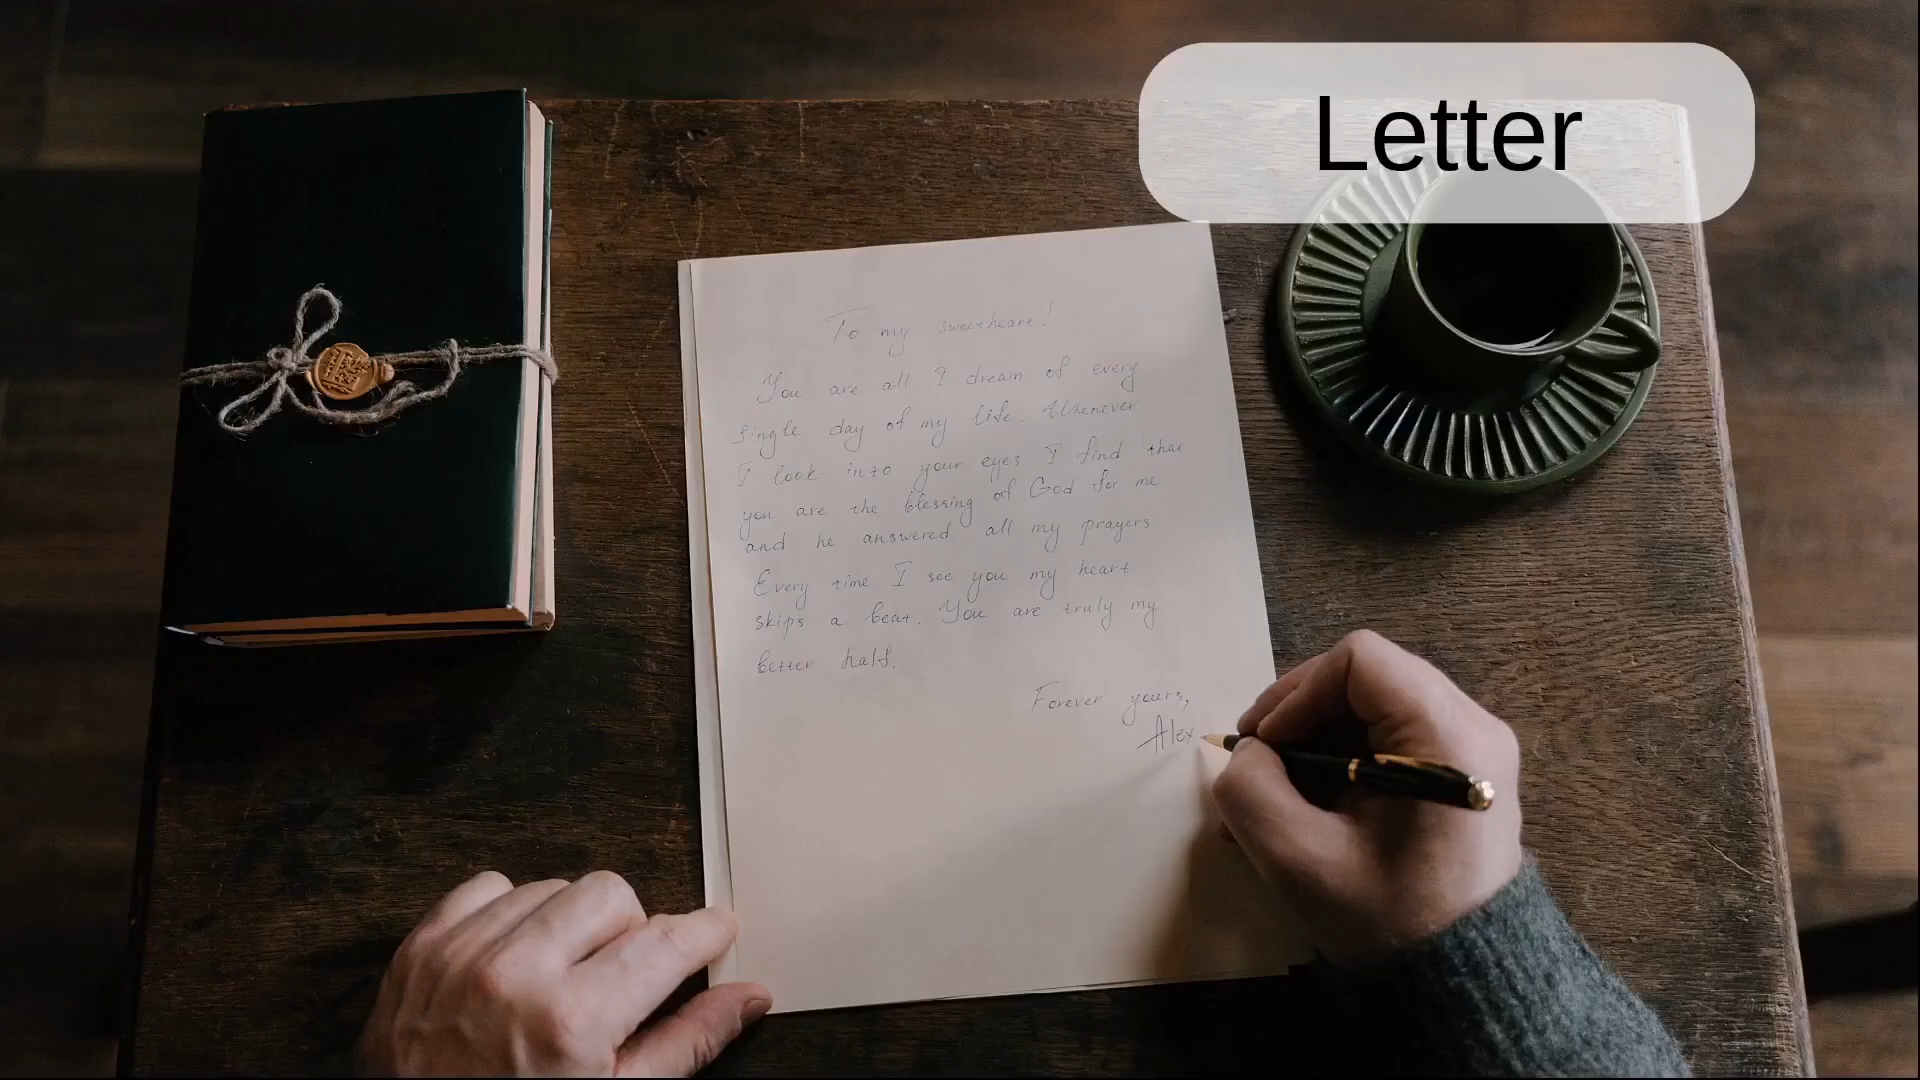 Letter
To my sweetheart!
You are all I dream of every
single day of my life. Whenever
I look into your eyes I find that
you are the blessing of God for me
and he answered all my prayers.
Every time I see you my heart
skips a beat. You are truly my
better half.
Forever yours,
Alex